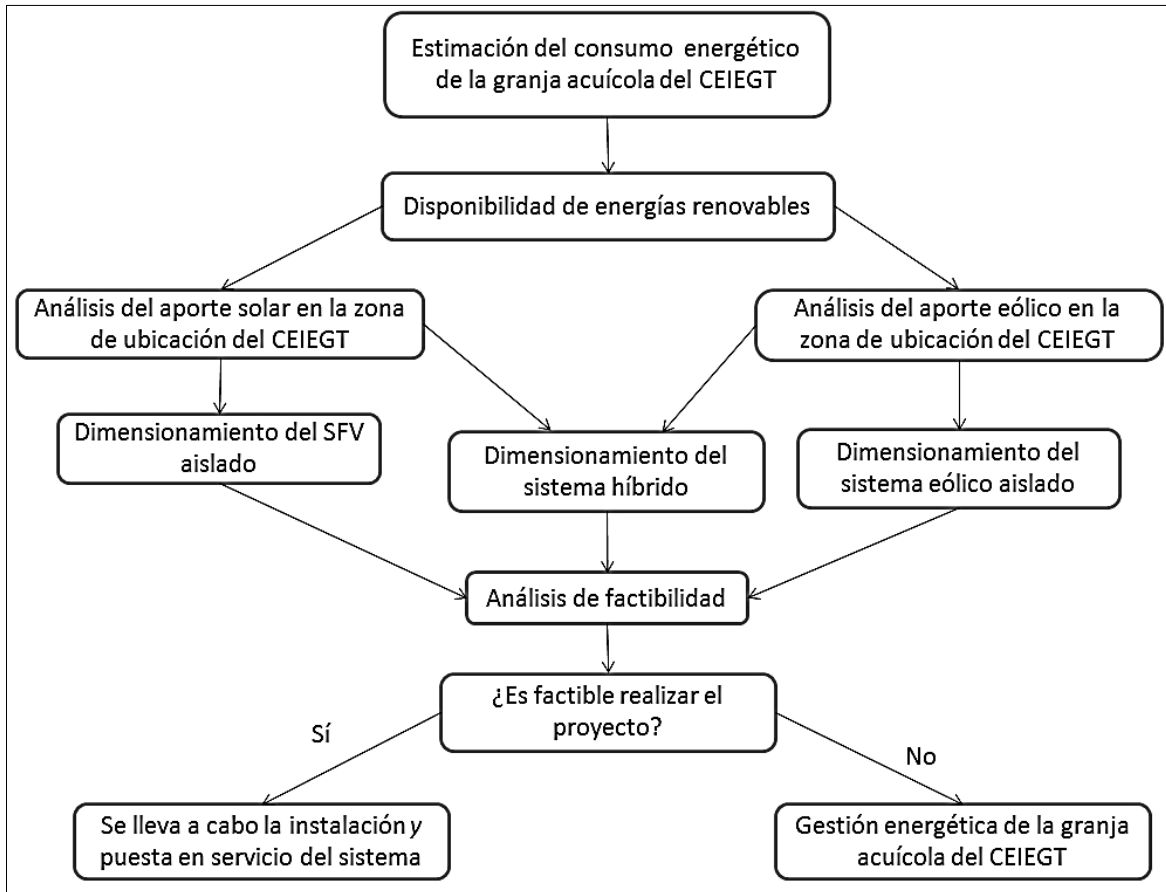 Estimación del consumo energético
de la granja acuícola del CEIEGT
Disponibilidad de energías renovables
Análisis del aporte solar en la zona
de ubicación del CEIEGT
Análisis del aporte eólico en la
zona de ubicación del CEIEGT
Dimensionamiento del SFV
aislado
Dimensionamiento del
sistema híbrido
Dimensionamiento del
sistema eólico aislado
Análisis de factibilidad
¿Es factible realizar el
proyecto?
Sí
No
Se lleva a cabo la instalación y
puesta en servicio del sistema
Gestión energética de la granja
acuícola del CEIEGT